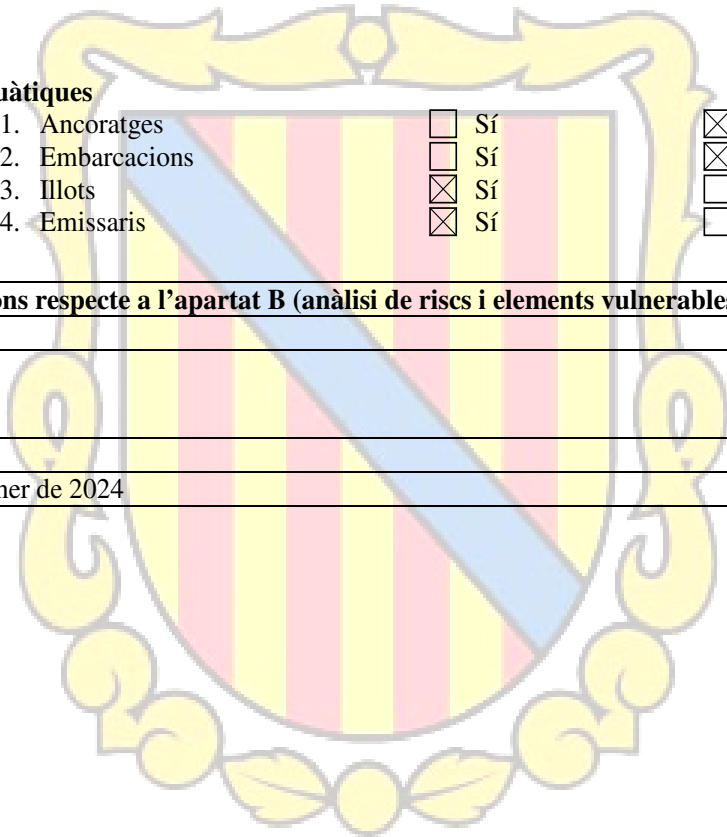 uàtiques
1. Ancoratges ☐ Sí ☒
2. Embarcacions ☐ Sí ☒
3. Illots ☒ Sí ☐
4. Emissaris ☒ Sí ☐
ons respecte a l’apartat B (anàlisi de riscs i elements vulnerables
ner de 2024